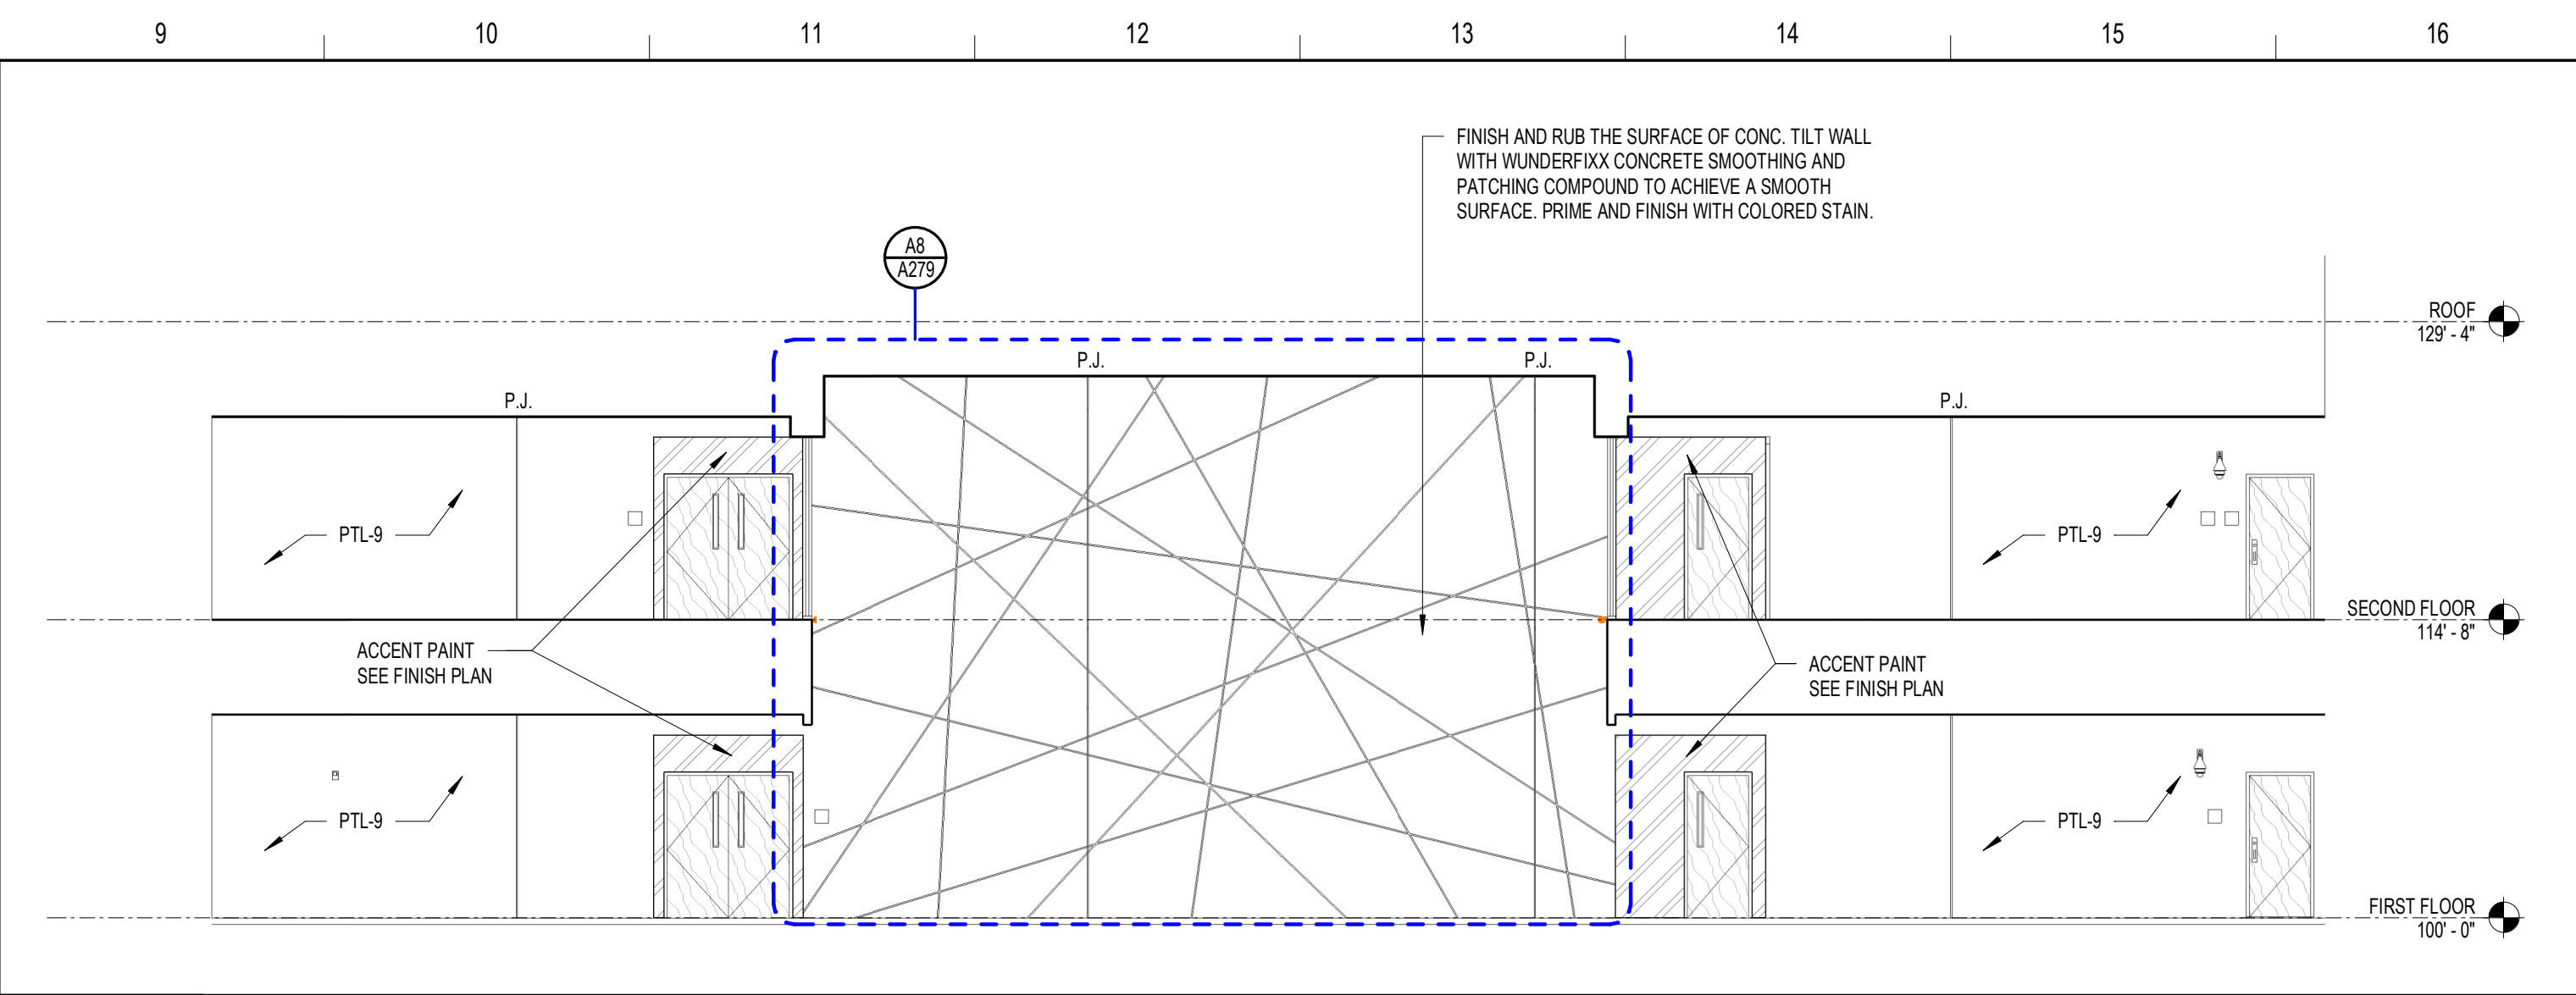 9 10 11 12 13 14 15 16
FINISH AND RUB THE SURFACE OF CONC. TILT WALL
WITH WUNDERFIXX CONCRETE SMOOTHING AND
PATCHING COMPOUND TO ACHIEVE A SMOOTH
SURFACE. PRIME AND FINISH WITH COLORED STAIN.
A8
A279
ROOF
129' - 4"
P.J. P.J.
P.J. P.J.
PTL-9 PTL-9
SECOND FLOOR
114' - 8"
ACCENT PAINT
SEE FINISH PLAN
ACCENT PAINT
SEE FINISH PLAN
PTL-9 PTL-9
FIRST FLOOR
100' - 0"